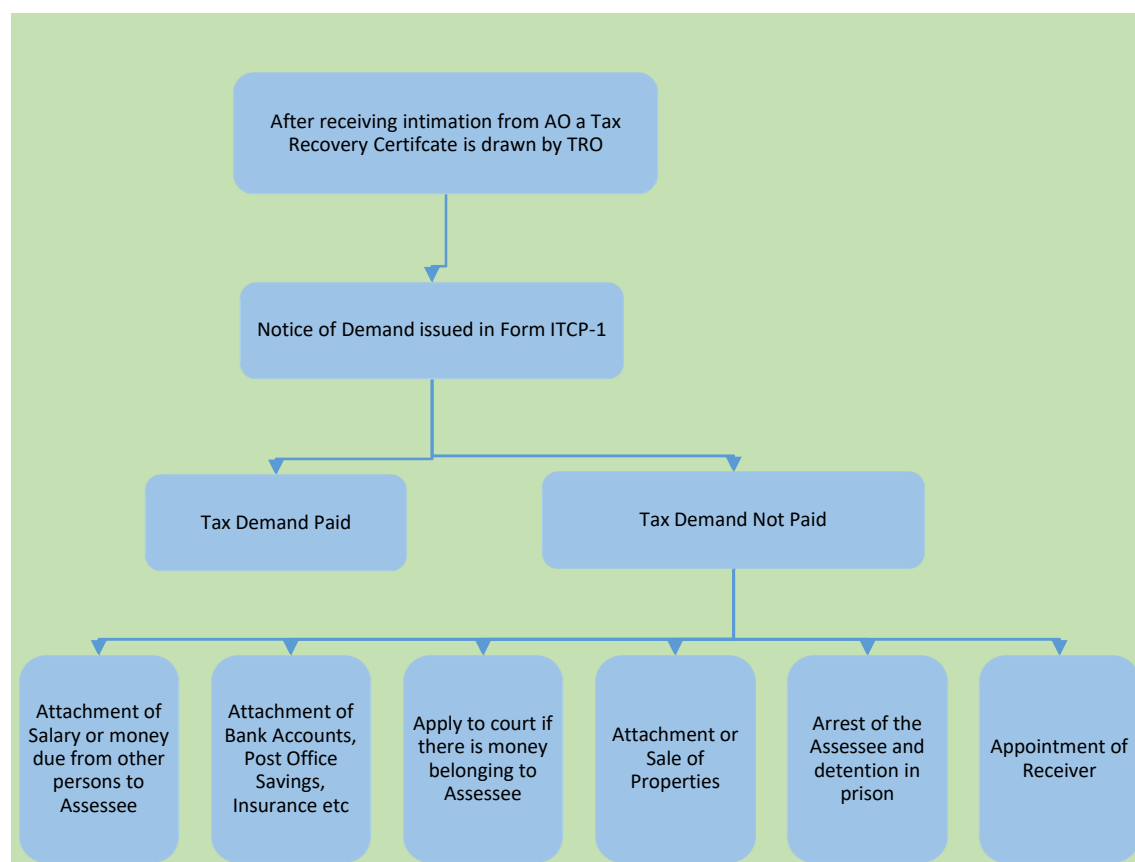 After receiving intimation from AO a Tax
Recovery Certifcate is drawn by TRO
Notice of Demand issued in Form ITCP-1
Tax Demand Paid
Tax Demand Not Paid
Attachment of
Salary or money
due from other
persons to
Assessee
Attachment of
Bank Accounts,
Post Office
Savings,
Insurance etc
Apply to court if
there is money
belonging to
Assessee
Attachment or
Sale of
Properties
Arrest of the
Assessee and
detention in
prison
Appointment of
Receiver